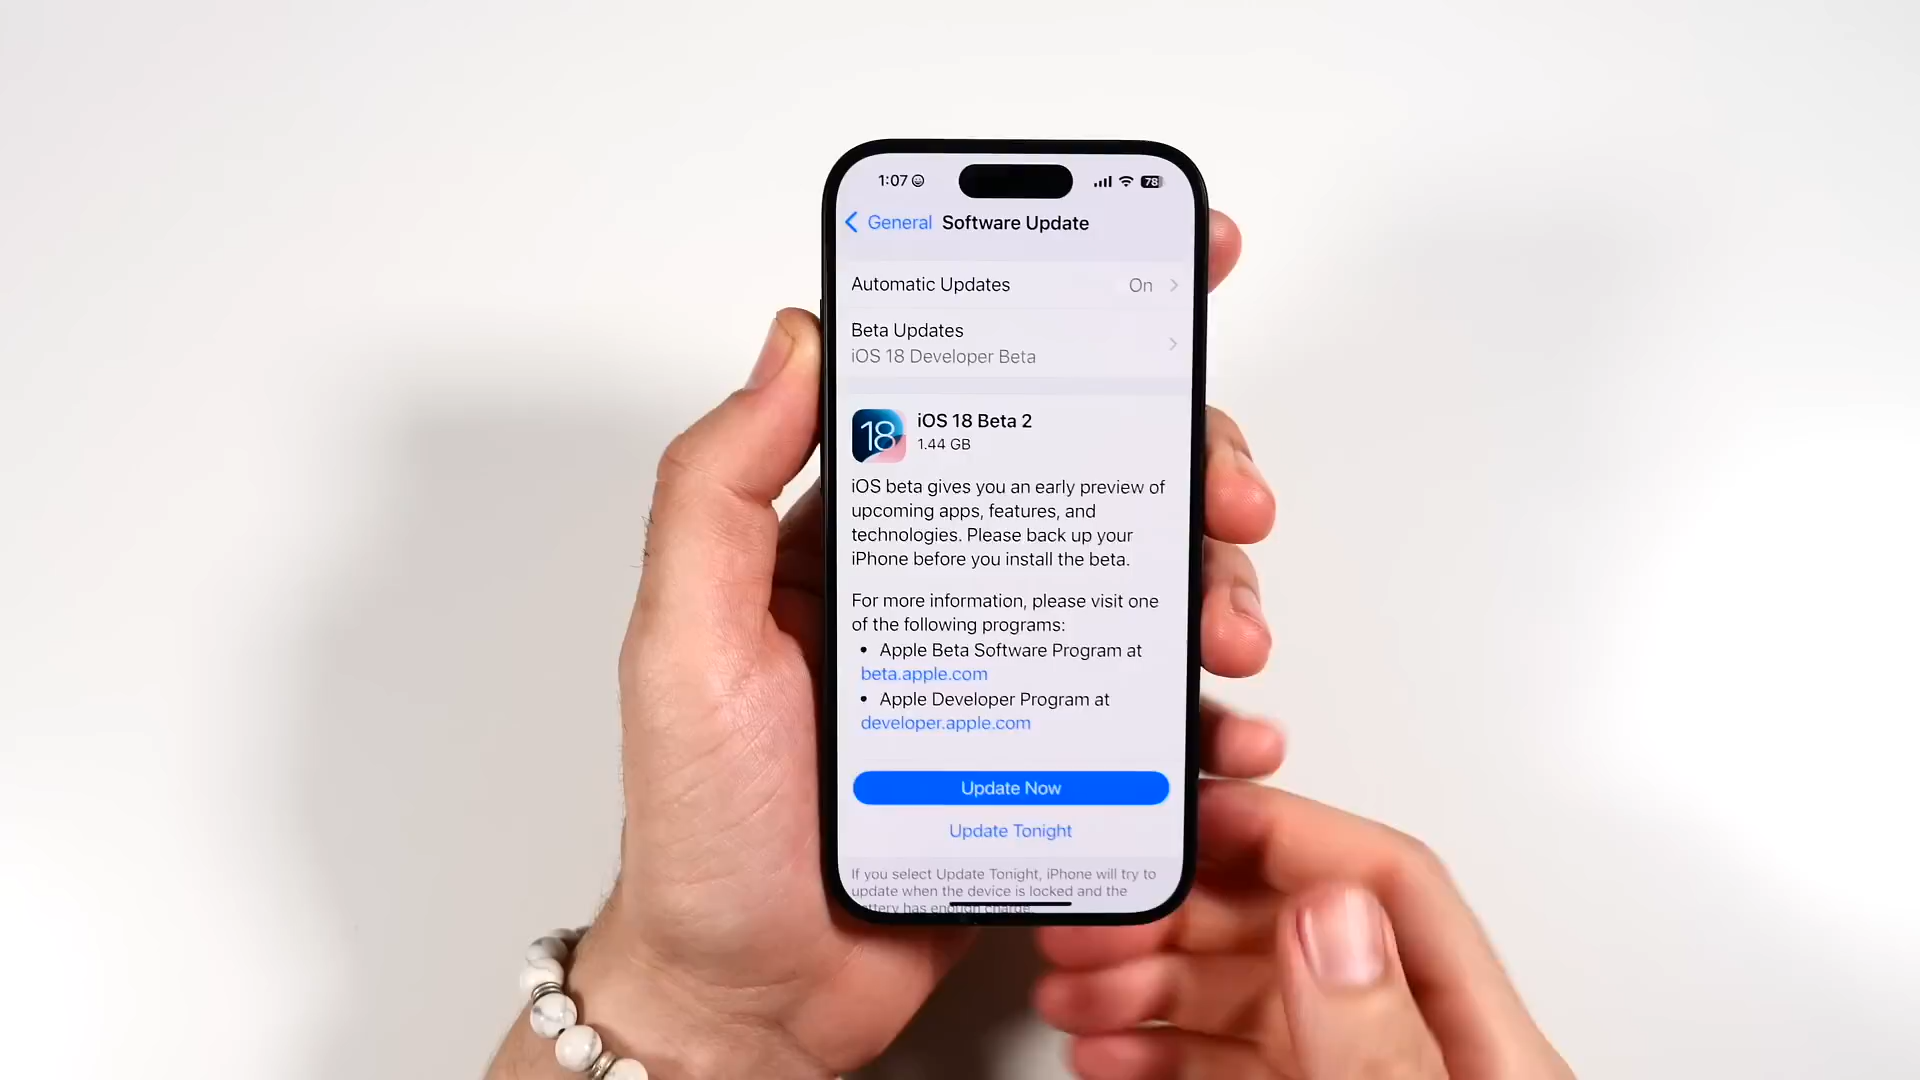 1:07
78
General Software Update
Automatic Updates On
Beta Updates
iOS 18 Developer Beta
18
iOS 18 Beta 2
1.44 GB
iOS beta gives you an early preview of
upcoming apps, features, and
technologies. Please back up your
iPhone before you install the beta.
For more information, please visit one
of the following programs:
• Apple Beta Software Program at
beta.apple.com
• Apple Developer Program at
developer.apple.com
Update Now
Update Tonight
If you select Update Tonight, iPhone will try to
update when the device is locked and the
battery has enough charge.